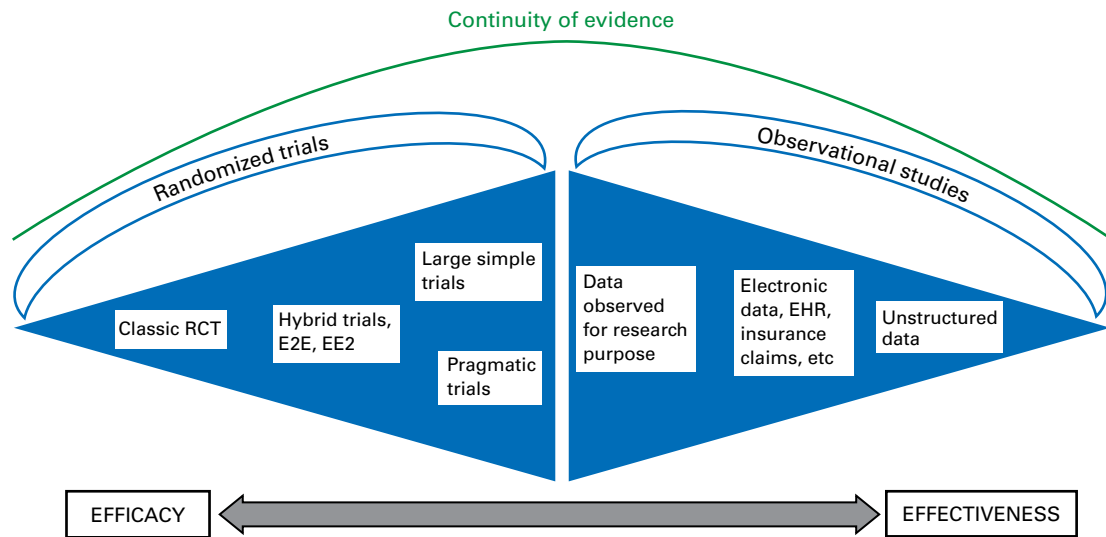 Continuity of evidence
Randomized trials
Observational studies
Large simple
trials
Data
observed
for research
purpose
Electronic
data, EHR,
insurance
claims, etc
Classic RCT
Hybrid trials,
E2E, EE2
Unstructured
data
Pragmatic
trials
EFFICACY
EFFECTIVENESS